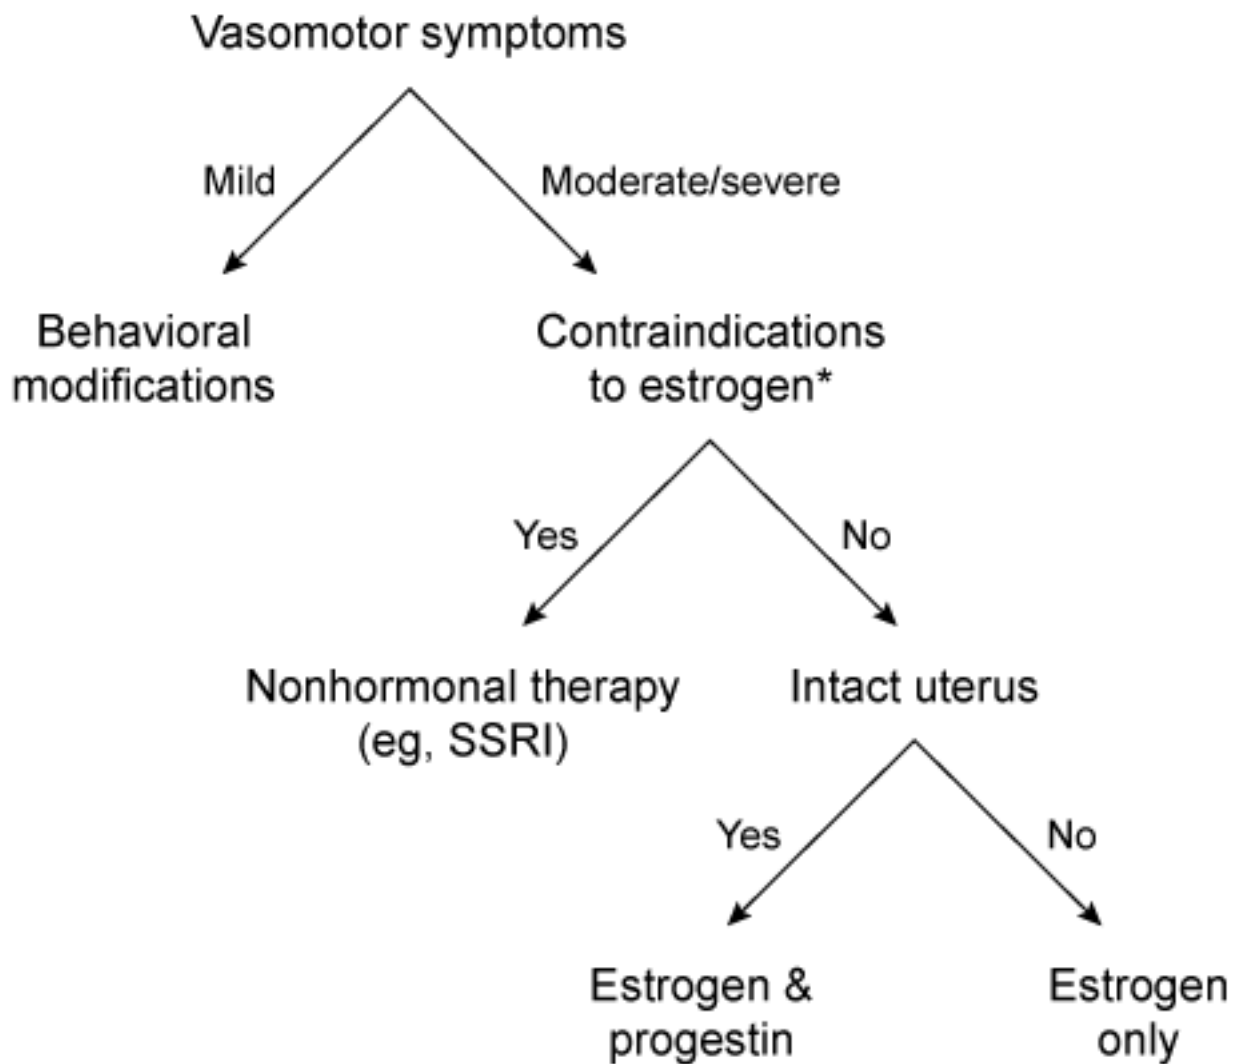 Vasomotor symptoms
Mild
Moderate/severe
Behavioral
modifications
Contraindications
to estrogen*
Yes
No
Nonhormonal therapy
(eg, SSRI)
Intact uterus
Yes
No
Estrogen &
progestin
Estrogen
only